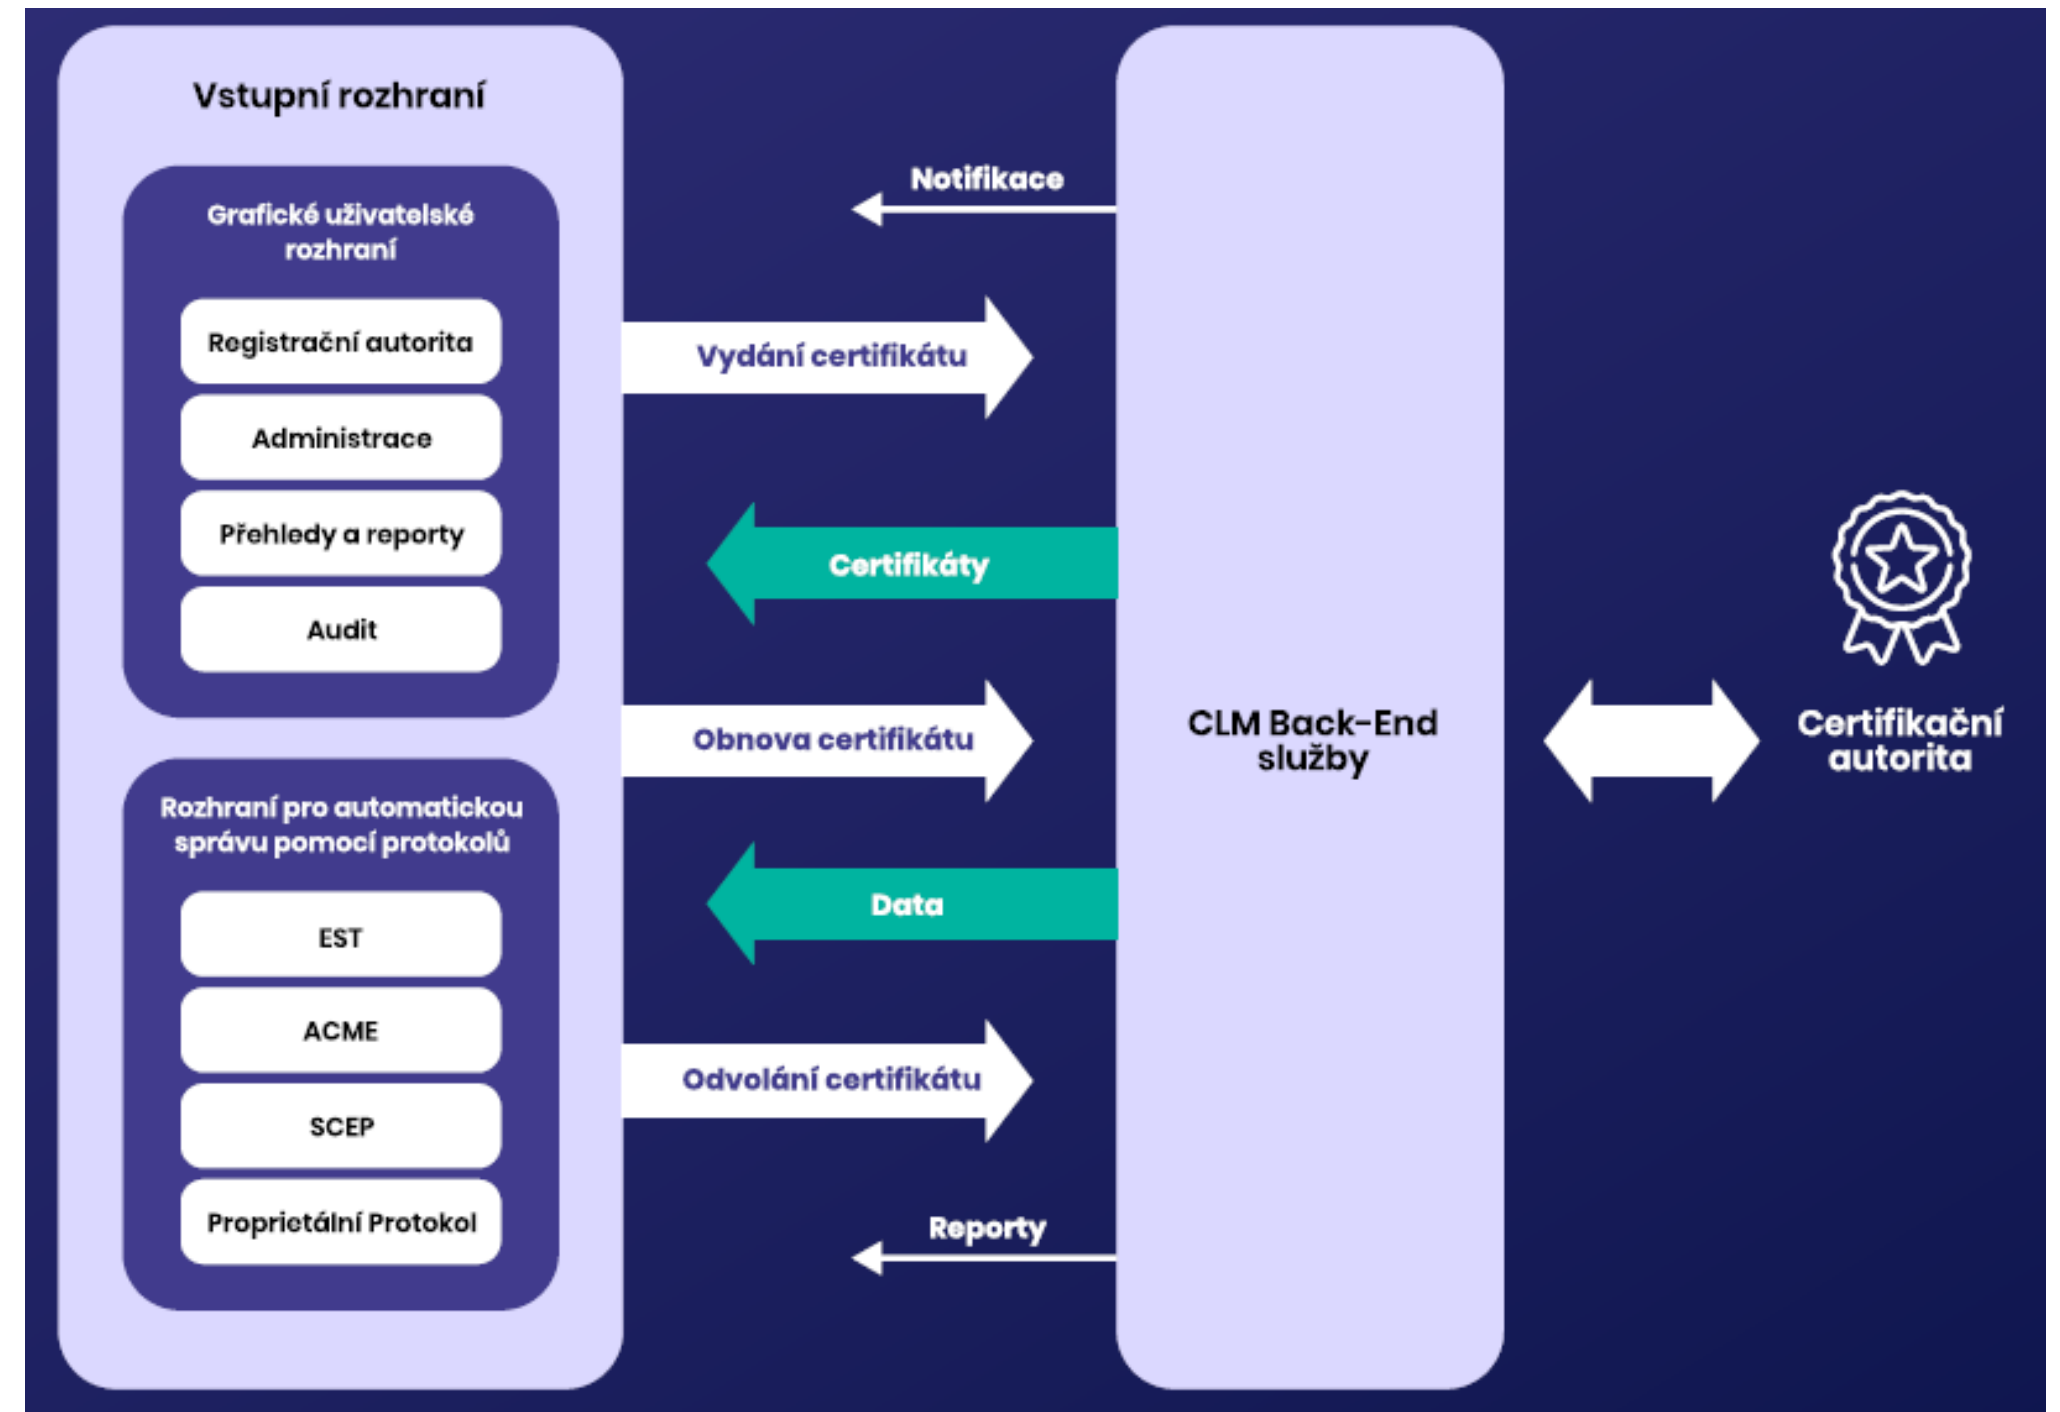 Vstupní rozhraní
Grafické uživatelské
rozhraní
Registrační autorita
Administrace
Přehledy a reporty
Audit
Rozhraní pro automatickou
správu pomocí protokolů
EST
ACME
SCEP
Proprietální Protokol
Notifikace
Vydání certifikátu
Certifikáty
Obnova certifikátu
Data
Odvolání certifikátu
Reporty
CLM Back-End
služby
Certifikační
autorita